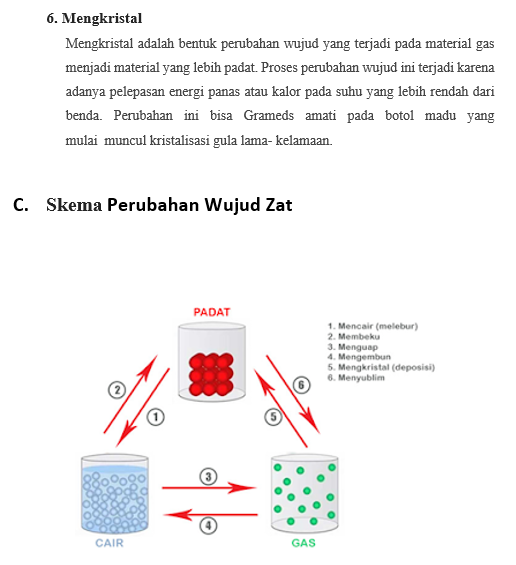 6. Mengkristal
Mengkristal adalah bentuk perubahan wujud yang terjadi pada material gas
menjadi material yang lebih padat. Proses perubahan wujud ini terjadi karena
adanya pelepasan energi panas atau kalor pada suhu yang lebih rendah dari
benda. Perubahan ini bisa Grameds amati pada botol madu yang
mulai muncul kristalisasi gula lama- kelamaan.
C. Skema Perubahan Wujud Zat
PADAT
1. Mencair (melebur)
2. Membeku
3. Menguap
4. Mengembun
5. Mengkristal (deposisi)
6. Menyublim
2
1
6
5
3
4
CAIR
GAS